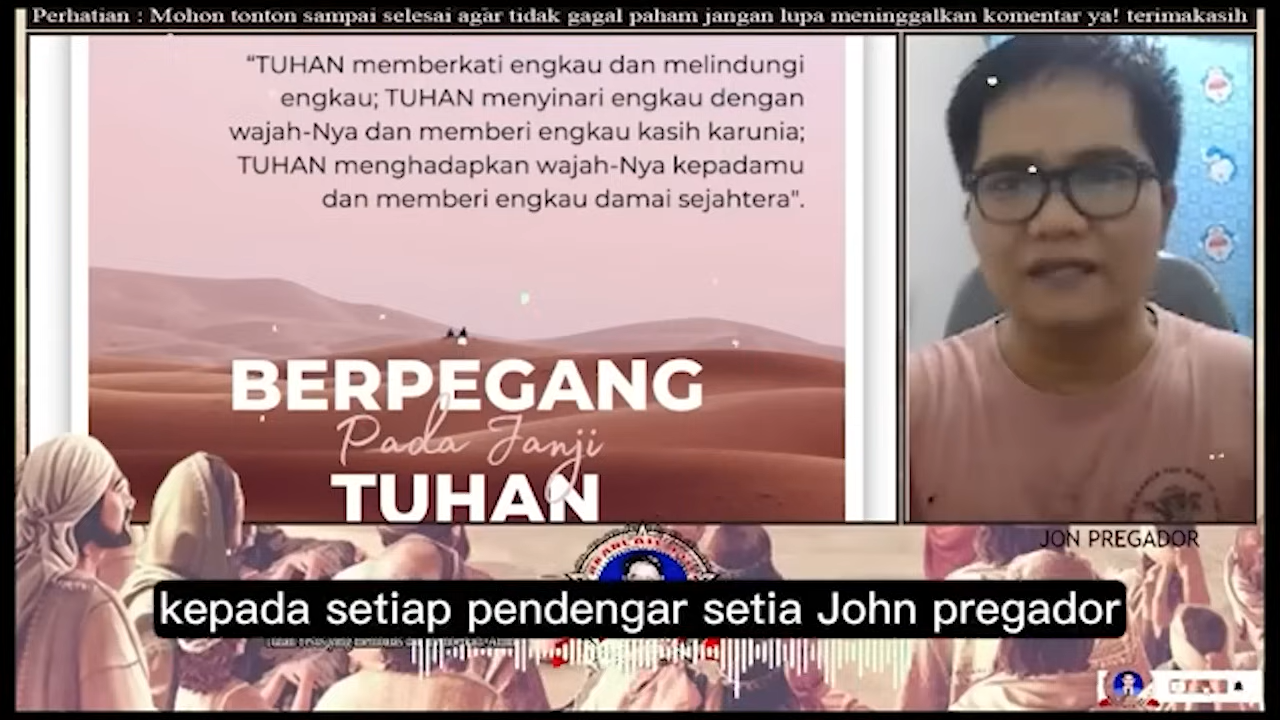 Perhatian : Mohon tonton sampai selesai agar tidak gagal paham jangan lupa meninggalkan komentar ya! terimakasih
“TUHAN memberkati engkau dan melindungi
engkau; TUHAN menyinari engkau dengan
wajah-Nya dan memberi engkau kasih karunia;
TUHAN menghadapkan wajah-Nya kepadamu
dan memberi engkau damai sejahtera".
BERPEGANG
Pada Janji
TUHAN
JON PREGADOR
kepada setiap pendengar setia John pregador